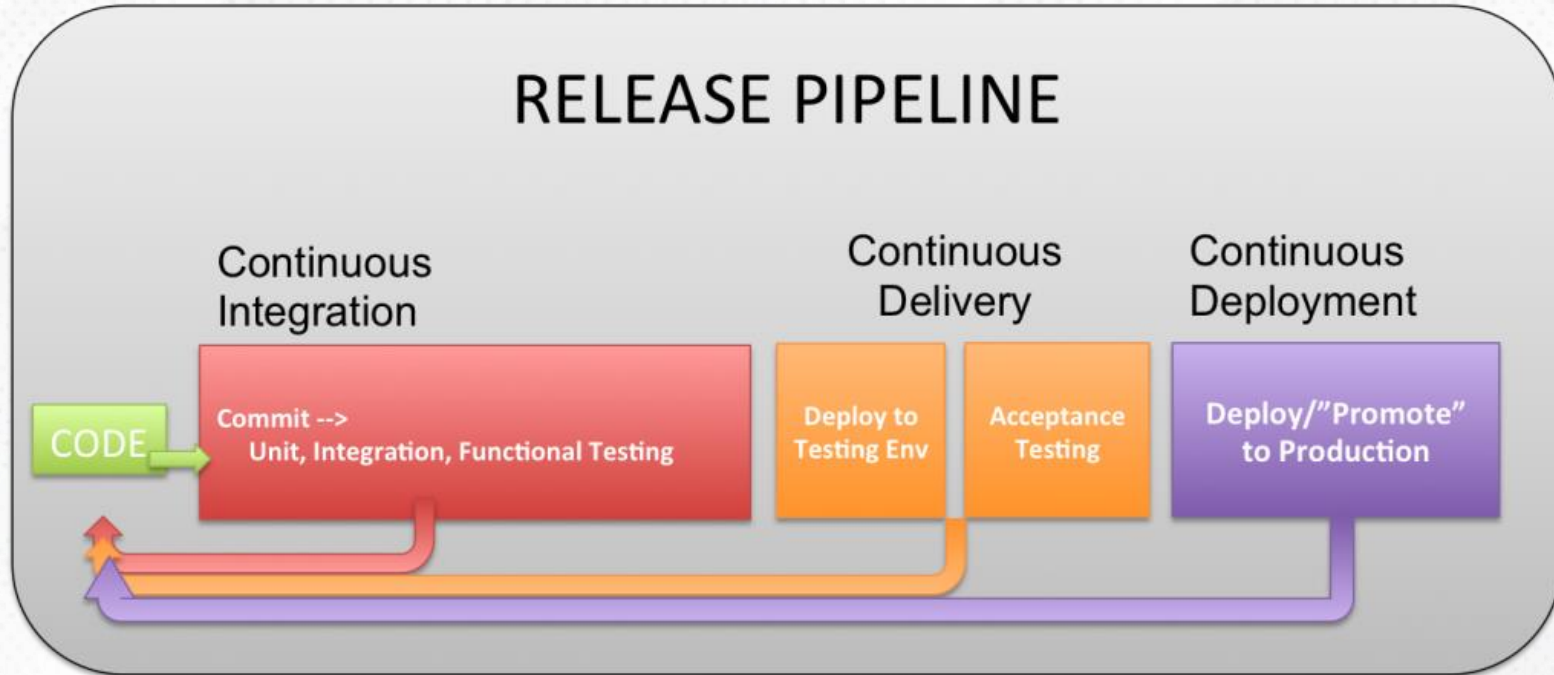 RELEASE PIPELINE
Continuous
Integration
Continuous
Delivery
Continuous
Deployment
CODE
Commit -->
Unit, Integration, Functional Testing
Deploy to
Testing Env
Acceptance
Testing
Deploy/”Promote”
to Production